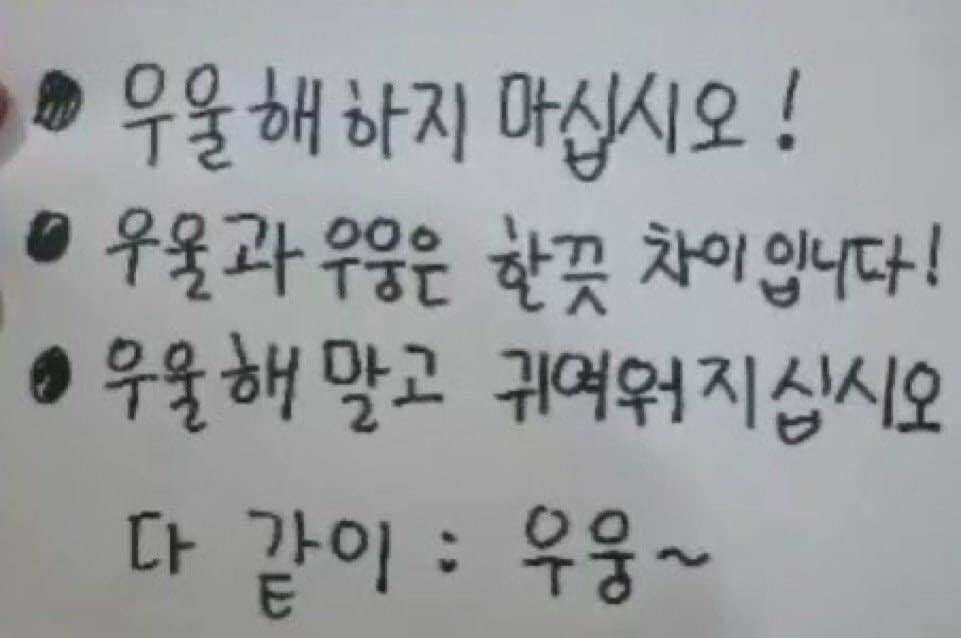 ● 우울해하지 마십시오!
● 우울과 우웅은 한끗 차이입니다!
● 우울해 말고 귀여워지십시오
다 같이 : 우웅~